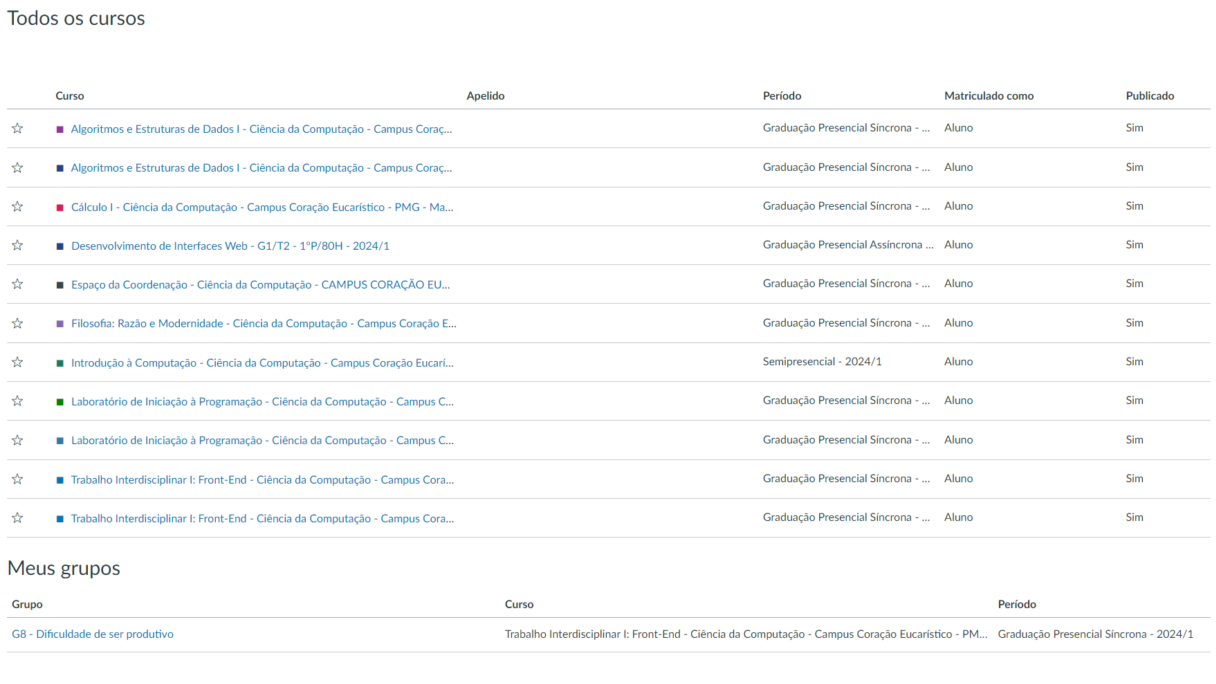 Todos os cursos
Curso Apelido Período Matriculado como Publicado
Algoritmos e Estruturas de Dados I - Ciência da Computação - Campus Coraç... Graduação Presencial Síncrona - ... Aluno Sim
Algoritmos e Estruturas de Dados I - Ciência da Computação - Campus Coraç... Graduação Presencial Síncrona - ... Aluno Sim
Cálculo I - Ciência da Computação - Campus Coração Eucarístico - PMG - Ma... Graduação Presencial Síncrona - ... Aluno Sim
Desenvolvimento de Interfaces Web - G1/T2 - 1°P/80H - 2024/1 Graduação Presencial Assíncrona ... Aluno Sim
Espaço da Coordenação - Ciência da Computação - CAMPUS CORAÇÃO EU... Graduação Presencial Síncrona - ... Aluno Sim
Filosofia: Razão e Modernidade - Ciência da Computação - Campus Coração E... Graduação Presencial Síncrona - ... Aluno Sim
Introdução à Computação - Ciência da Computação - Campus Coração Eucarí... Semipresencial - 2024/1 Aluno Sim
Laboratório de Iniciação à Programação - Ciência da Computação - Campus C... Graduação Presencial Síncrona - ... Aluno Sim
Laboratório de Iniciação à Programação - Ciência da Computação - Campus C... Graduação Presencial Síncrona - ... Aluno Sim
Trabalho Interdisciplinar I: Front-End - Ciência da Computação - Campus Cora... Graduação Presencial Síncrona - ... Aluno Sim
Trabalho Interdisciplinar I: Front-End - Ciência da Computação - Campus Cora... Graduação Presencial Síncrona - ... Aluno Sim
Meus grupos
Grupo Curso Período
G8 - Dificuldade de ser produtivo Trabalho Interdisciplinar I: Front-End - Ciência da Computação - Campus Coração Eucarístico - PM... Graduação Presencial Síncrona - 2024/1